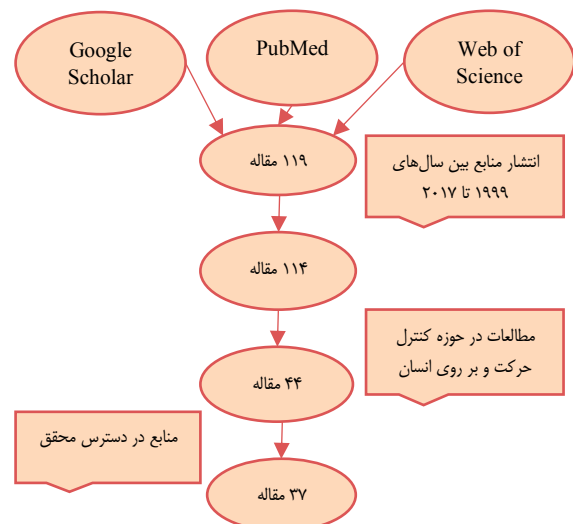 Google
Scholar
PubMed
Web of
Science
۱۱۹ مقاله
انتشار منابع بین سال‌های
۱۹۹۹ تا ۲۰۱۷
۱۱۴ مقاله
مطالعات در حوزه کنترل
حرکت و بر روی انسان
۴۴ مقاله
منابع در دسترس محقق
۳۷ مقاله